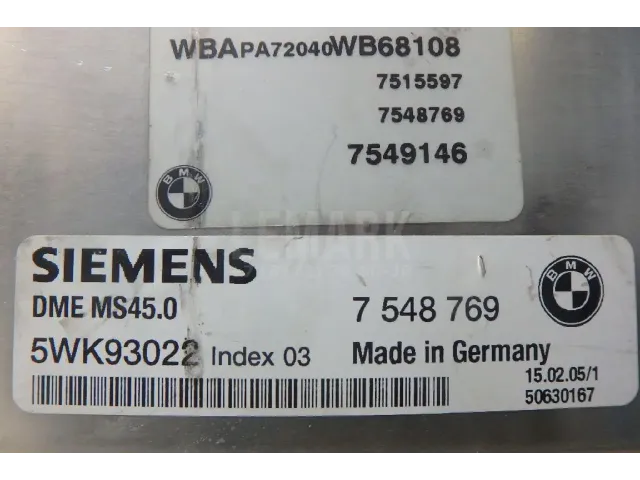 WBAPA72040WB68108
7515597
7548769
7549146
BMW
LEMARK
SIEMENS
DME MS45.0
7 548 769
BMW
5WK93022 Index 03
Made in Germany
15.02.05/1
50630167